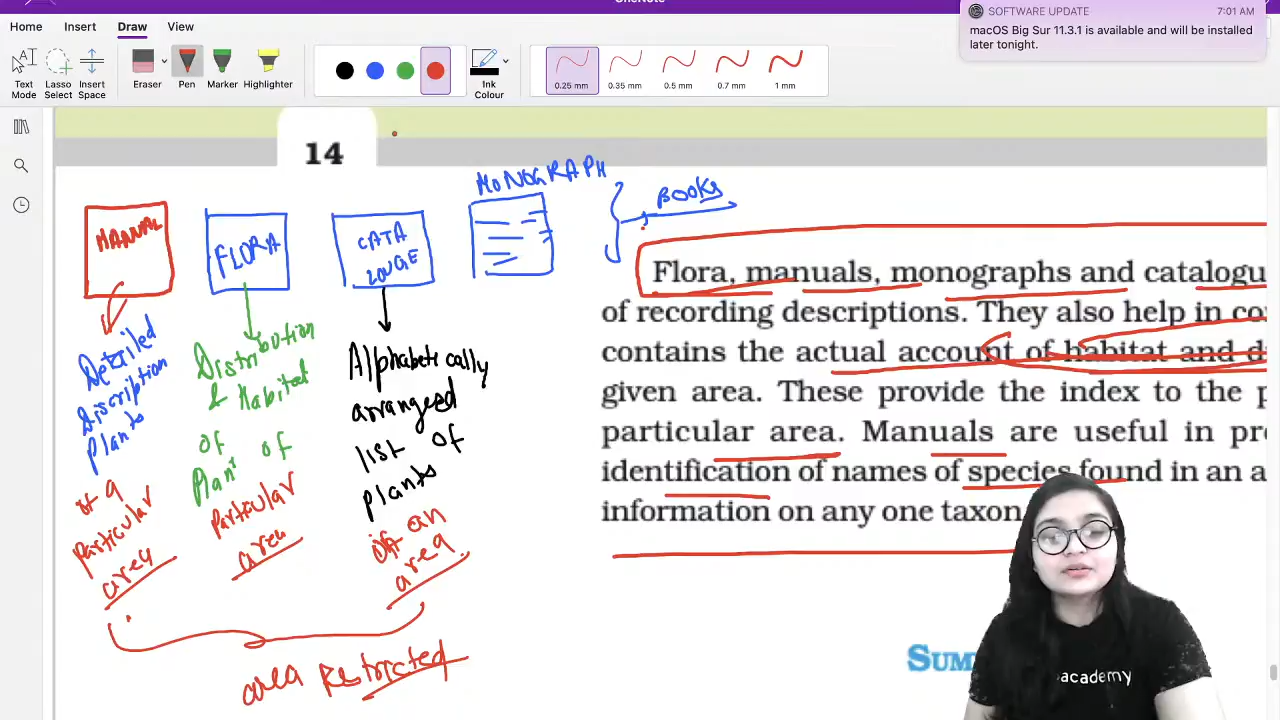 OneNote
SOFTWARE UPDATE 7:01 AM
macOS Big Sur 11.3.1 is available and will be installed
later tonight.
Home Insert Draw View
Text Mode
Lasso Select
Insert Space
Eraser
Pen
Marker
Highlighter
Ink Colour
0.25 mm
0.35 mm
0.5 mm
0.7 mm
1 mm
14
MANUAL
FLORA
CATA
LOUGE
MONOGRAPH
BOOKS
Detriled
Discription
Plants
of a
Particular
area
Distribution
& Habitat
of of
Plant
Particular
area
Alphabetically
arranged
list of
plants
of an
area
area Restricted
Flora, manuals, monographs and catalogu
of recording descriptions. They also help in co
contains the actual account of habitat and d
given area. These provide the index to the p
particular area. Manuals are useful in pr
identification of names of species found in an a
information on any one taxon
SUM
academy